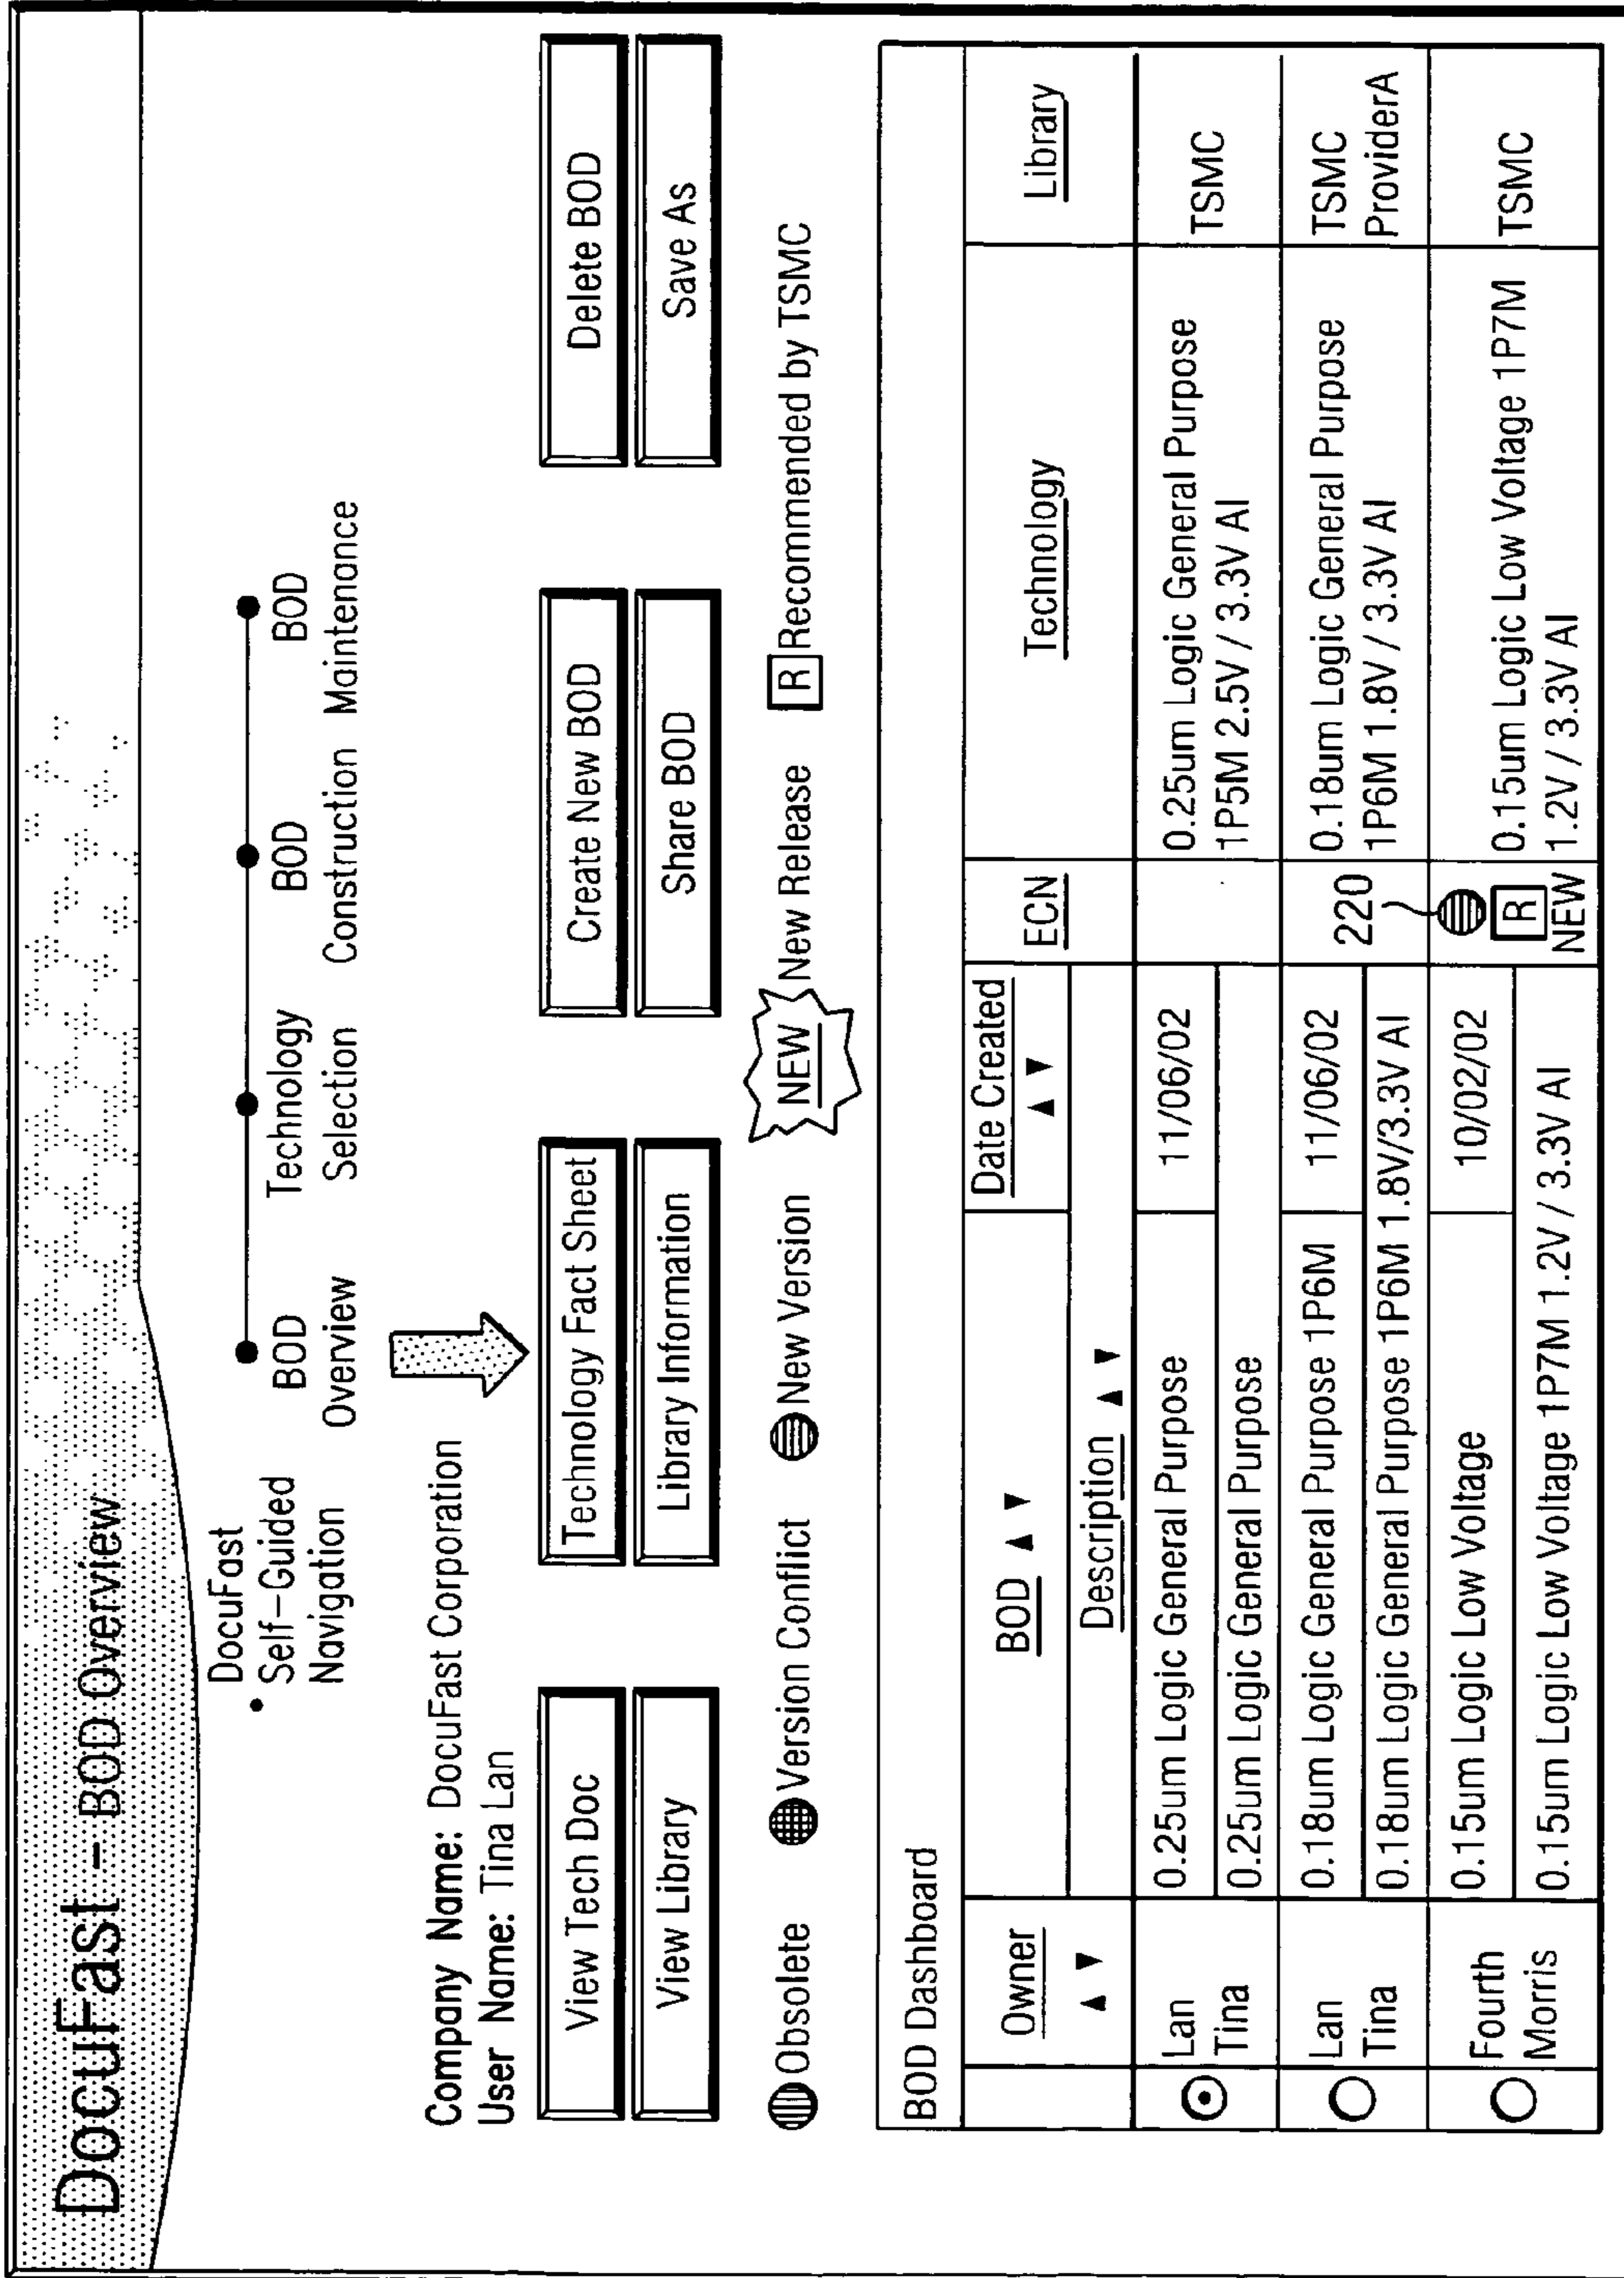 DocuFast – BOD Overview
DocuFast
• Self–Guided
Navigation
BOD
Overview
Technology
Selection
BOD
Construction
BOD
Maintenance
Company Name: DocuFast Corporation
User Name: Tina Lan
View Tech Doc
Technology Fact Sheet
Create New BOD
Delete BOD
View Library
Library Information
Share BOD
Save As
Obsolete
Version Conflict
New Version
NEW New Release
R Recommended by TSMC
BOD Dashboard
Owner
▲ ▼
BOD ▲ ▼
Date Created
▲ ▼
Description ▲ ▼
ECN
Technology
Library
Lan
Tina
0.25um Logic General Purpose
11/06/02
0.25um Logic General Purpose
0.25um Logic General Purpose
1P5M 2.5V / 3.3V Al
TSMC
Lan
Tina
0.18um Logic General Purpose 1P6M
11/06/02
0.18um Logic General Purpose 1P6M 1.8V/3.3V Al
220
0.18um Logic General Purpose
1P6M 1.8V / 3.3V Al
TSMC
ProviderA
Fourth
Morris
0.15um Logic Low Voltage
10/02/02
0.15um Logic Low Voltage 1P7M 1.2V / 3.3V Al
R
NEW
0.15um Logic Low Voltage 1P7M
1.2V / 3.3V Al
TSMC